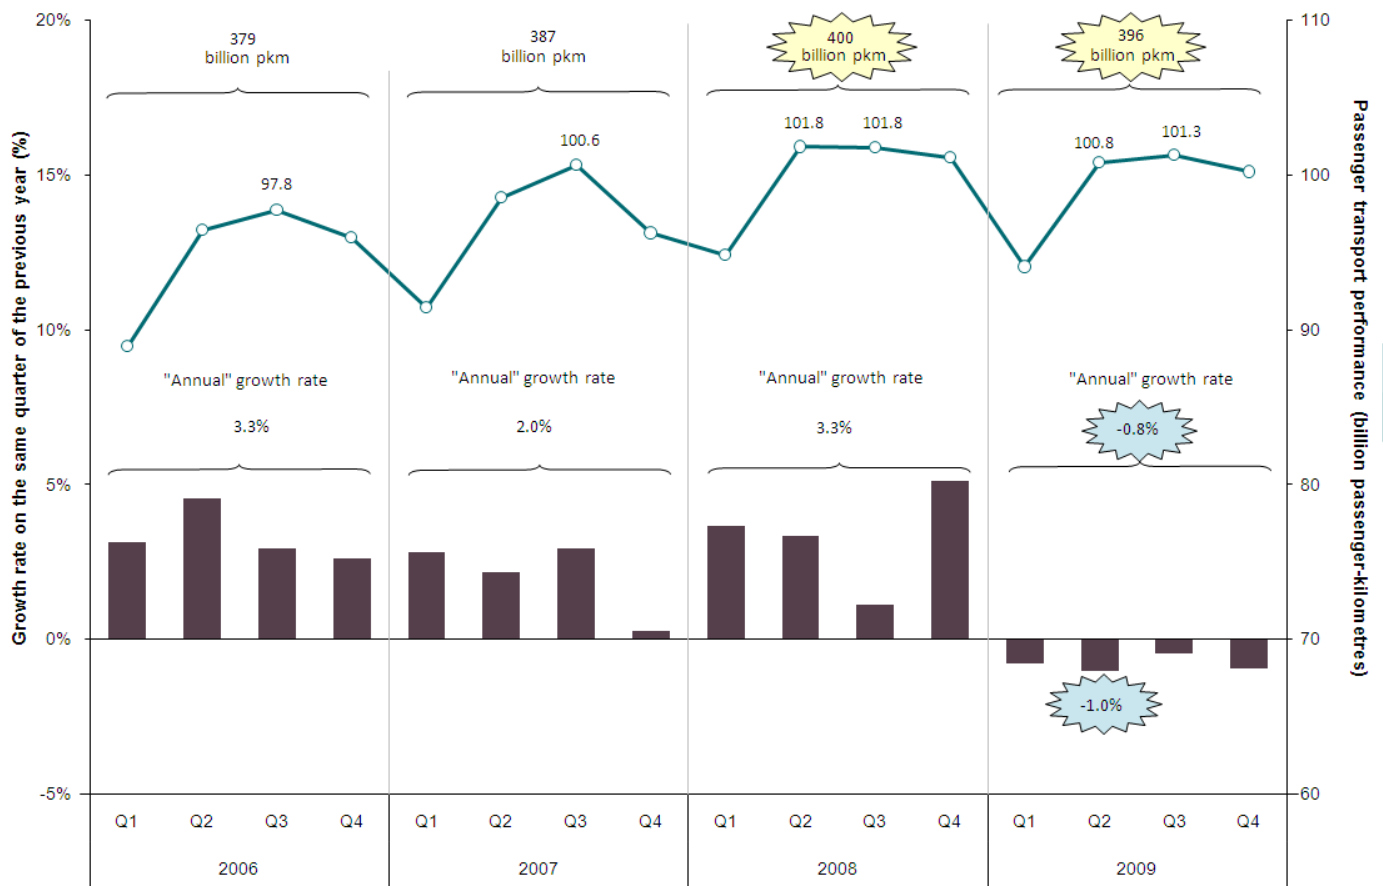 20%
15%
10%
5%
0%
-5%
Growth rate on the same quarter of the previous year (%)
379
billion pkm
387
billion pkm
400
billion pkm
396
billion pkm
97.8
100.6
101.8
101.8
100.8
101.3
"Annual" growth rate
3.3%
"Annual" growth rate
2.0%
"Annual" growth rate
3.3%
"Annual" growth rate
-0.8%
-1.0%
110
100
90
80
70
60
Passenger transport performance (billion passenger-kilometres)
Q1 Q2 Q3 Q4 Q1 Q2 Q3 Q4 Q1 Q2 Q3 Q4 Q1 Q2 Q3 Q4
2006 2007 2008 2009